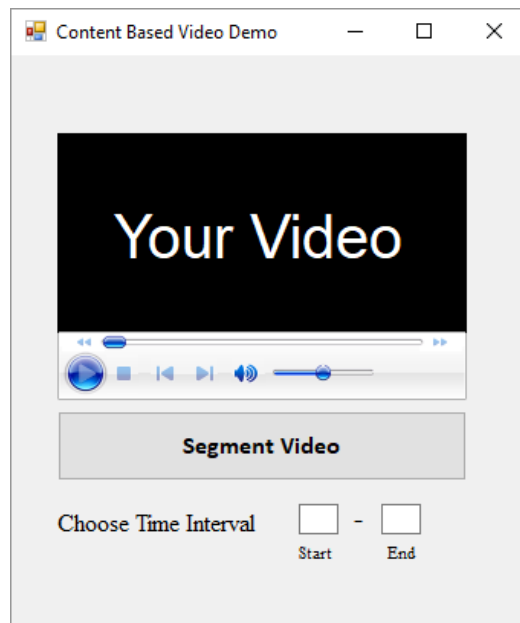 Content Based Video Demo
Your Video
Segment Video
Choose Time Interval -
Start End